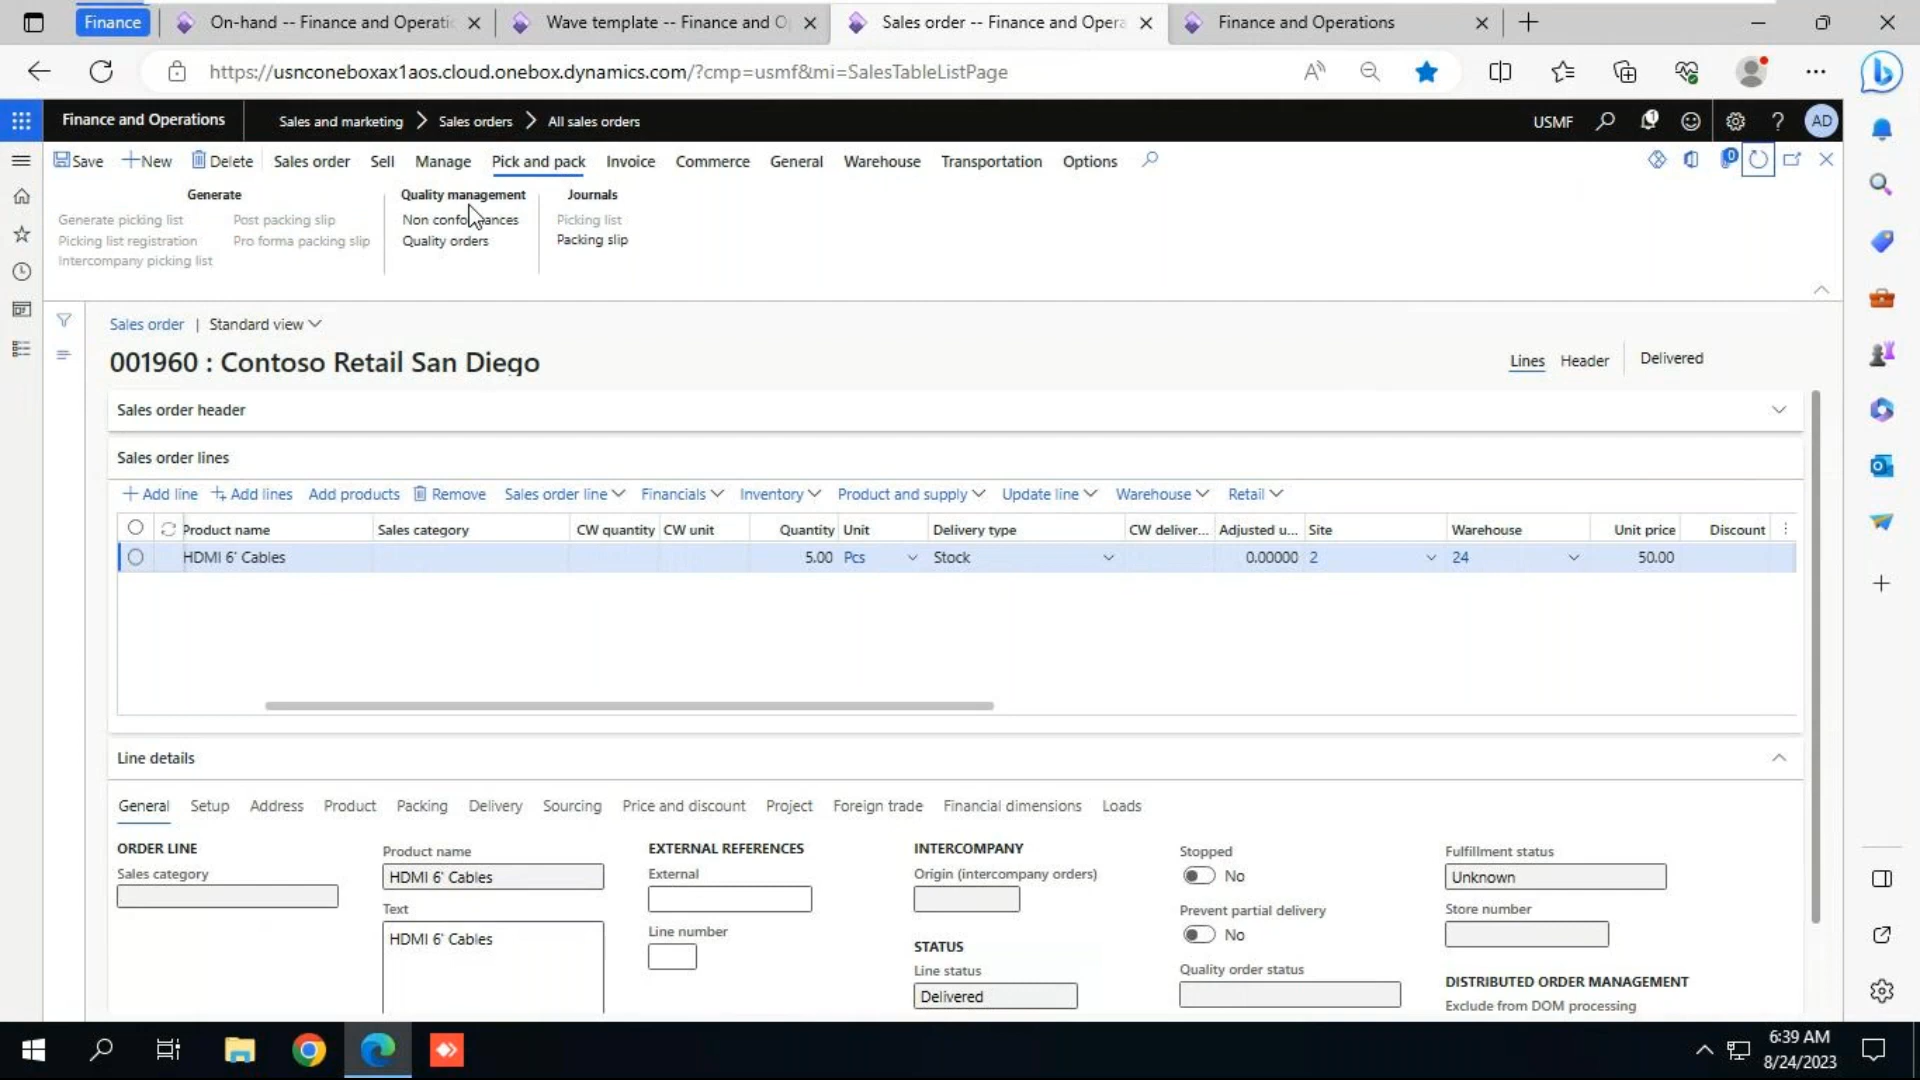 Finance
On-hand -- Finance and Operati
Wave template -- Finance and O
Sales order -- Finance and Opera
Finance and Operations
https://usnconeboxax1aos.cloud.onebox.dynamics.com/?cmp=usmf&mi=SalesTableListPage
Finance and Operations
Sales and marketing > Sales orders > All sales orders
USMF
1
AD
Save New Delete Sales order Sell Manage Pick and pack Invoice Commerce General Warehouse Transportation Options
0
Generate Quality management Journals
Generate picking list Post packing slip Non conformances Picking list
Picking list registration Pro forma packing slip Quality orders Packing slip
Intercompany picking list
Sales order | Standard view
001960 : Contoso Retail San Diego
Lines Header Delivered
Sales order header
Sales order lines
Add line Add lines Add products Remove Sales order line Financials Inventory Product and supply Update line Warehouse Retail
Product name Sales category CW quantity CW unit Quantity Unit Delivery type CW deliver... Adjusted u... Site Warehouse Unit price Discount
HDMI 6' Cables 5.00 Pcs Stock 0.00000 2 24 50.00
Line details
General Setup Address Product Packing Delivery Sourcing Price and discount Project Foreign trade Financial dimensions Loads
ORDER LINE
Sales category
Product name
HDMI 6' Cables
Text
HDMI 6' Cables
EXTERNAL REFERENCES
External
Line number
INTERCOMPANY
Origin (intercompany orders)
STATUS
Line status
Delivered
Stopped
No
Prevent partial delivery
No
Quality order status
Fulfillment status
Unknown
Store number
DISTRIBUTED ORDER MANAGEMENT
Exclude from DOM processing
6:39 AM
8/24/2023